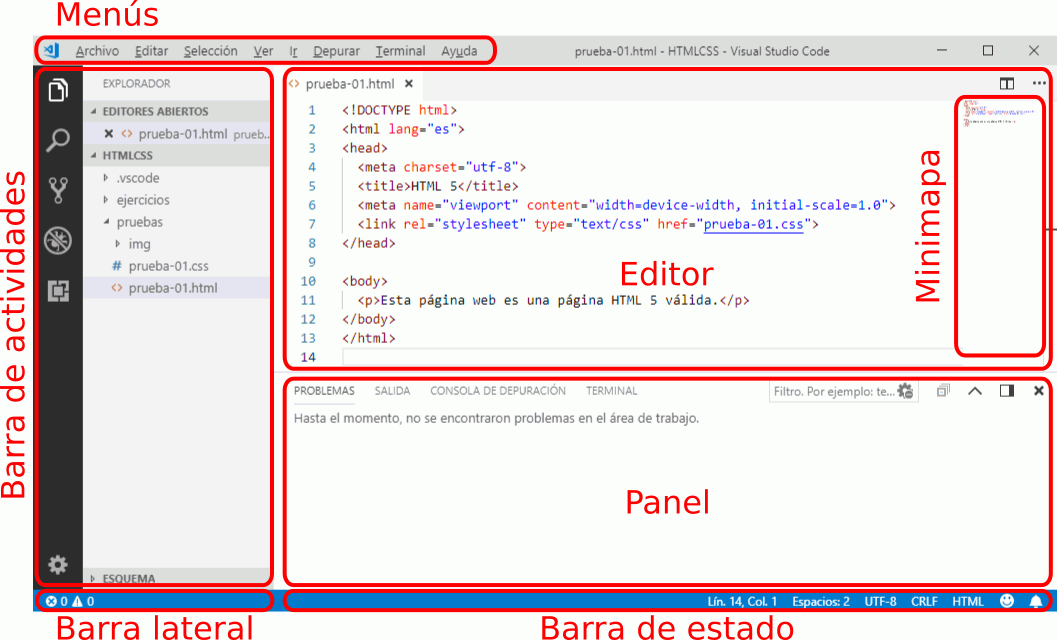 Menús
Archivo Editar Selección Ver Ir Depurar Terminal Ayuda prueba-01.html - HTMLCSS - Visual Studio Code
Barra de actividades
EXPLORADOR
EDITORES ABIERTOS
prueba-01.html prueb...
HTMLCSS
.vscode
ejercicios
pruebas
img
# prueba-01.css
<> prueba-01.html
ESQUEMA
<> prueba-01.html
1 <!DOCTYPE html>
2 <html lang="es">
3 <head>
4 <meta charset="utf-8">
5 <title>HTML 5</title>
6 <meta name="viewport" content="width=device-width, initial-scale=1.0">
7 <link rel="stylesheet" type="text/css" href="prueba-01.css">
8 </head>
9
10 <body>
11 <p>Esta página web es una página HTML 5 válida.</p>
12 </body>
13 </html>
14
Editor
Minimapa
PROBLEMAS SALIDA CONSOLA DE DEPURACIÓN TERMINAL Filtro. Por ejemplo: te...
Hasta el momento, no se encontraron problemas en el área de trabajo.
Panel
0 0 Lín. 14, Col. 1 Espacios: 2 UTF-8 CRLF HTML
Barra lateral
Barra de estado